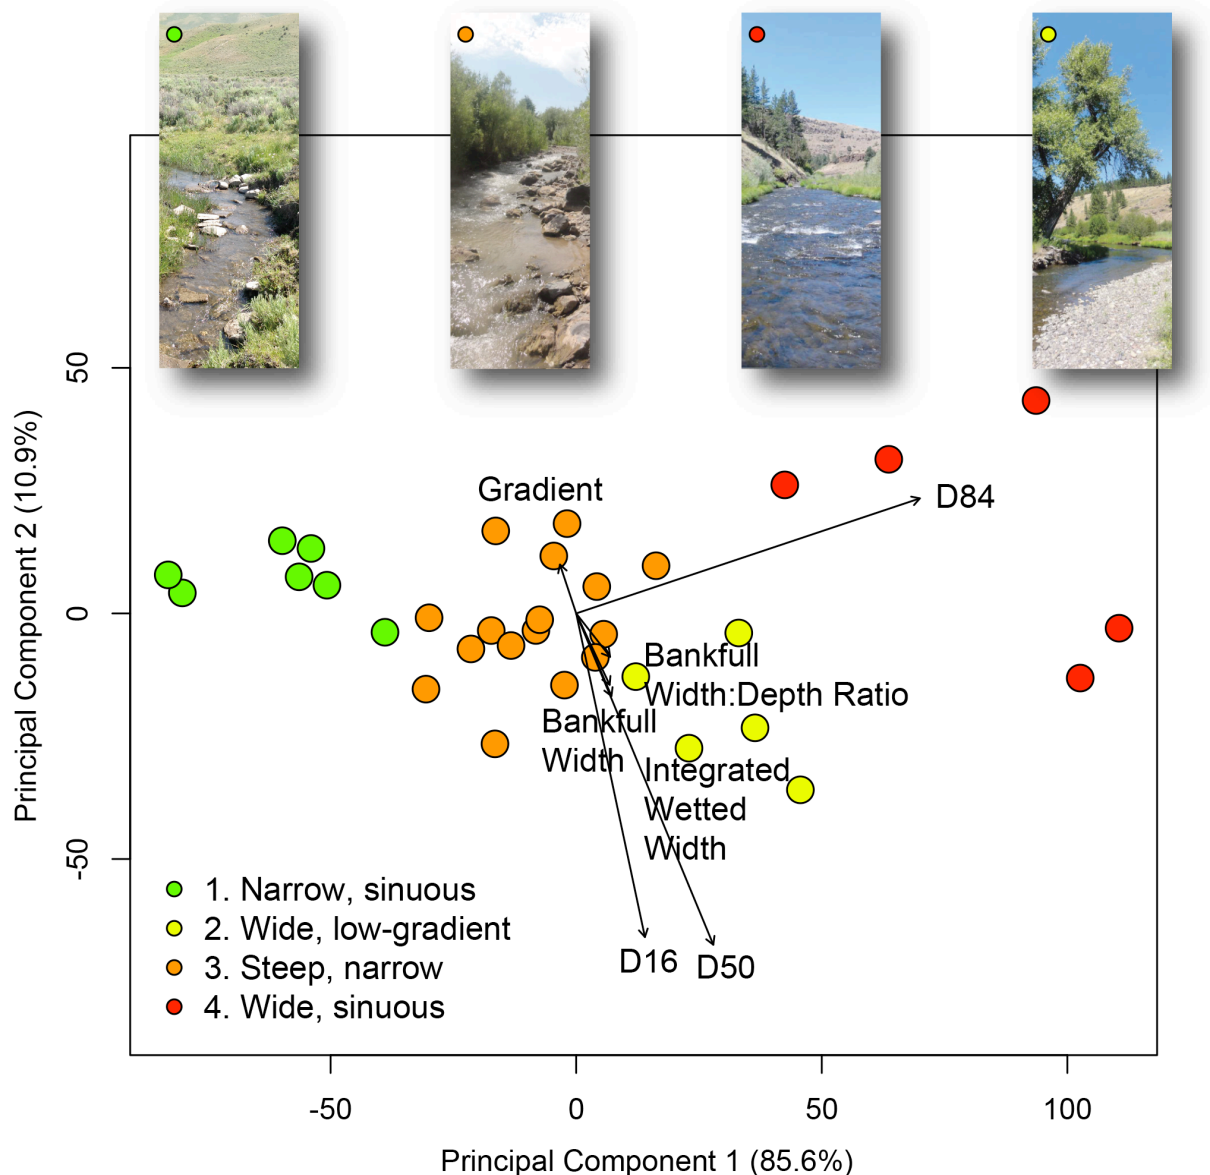 50
0
-50
Principal Component 2 (10.9%)
Gradient
D84
Bankfull
Width:Depth Ratio
Bankfull
Width
Integrated
Wetted
Width
D16
D50
1. Narrow, sinuous
2. Wide, low-gradient
3. Steep, narrow
4. Wide, sinuous
-50
0
50
100
Principal Component 1 (85.6%)